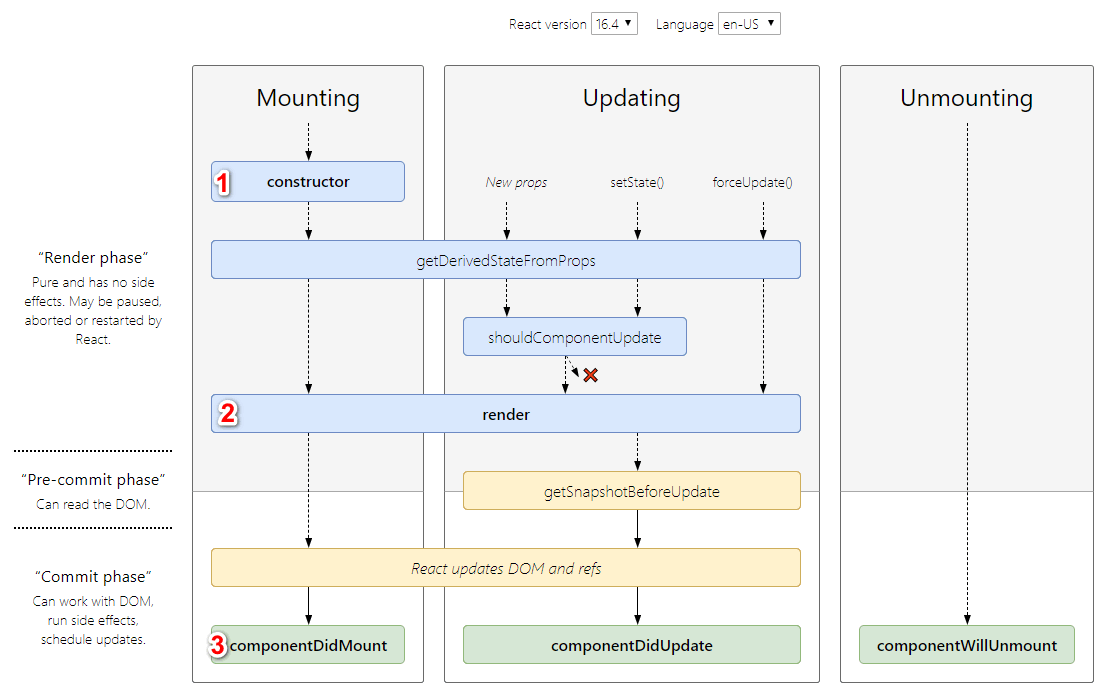 React version 16.4 Language en-US
Mounting
Updating
Unmounting
1 constructor
New props
setState()
forceUpdate()
"Render phase"
Pure and has no side
effects. May be paused,
aborted or restarted by
React.
getDerivedStateFromProps
shouldComponentUpdate
2 render
"Pre-commit phase"
Can read the DOM.
getSnapshotBeforeUpdate
"Commit phase"
Can work with DOM,
run side effects,
schedule updates.
React updates DOM and refs
3 componentDidMount
componentDidUpdate
componentWillUnmount